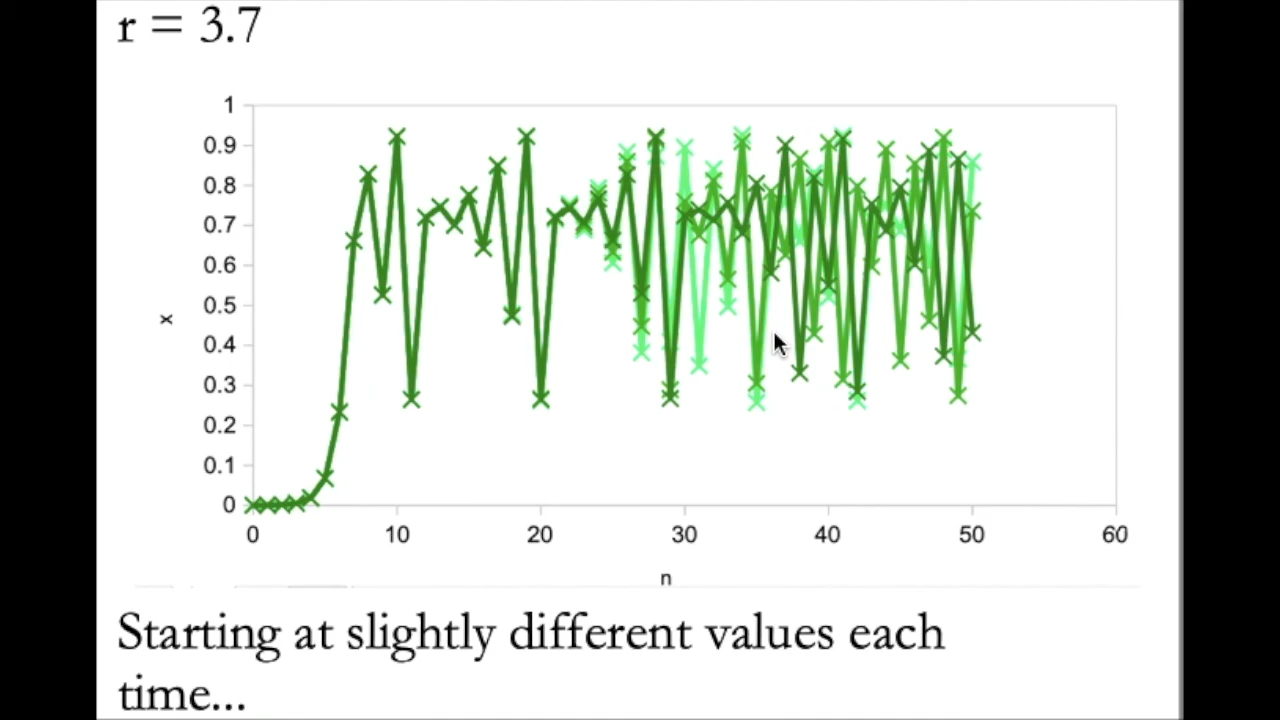 r = 3.7
1
0.9
0.8
0.7
0.6
0.5
0.4
0.3
0.2
0.1
0
x
0 10 20 30 40 50 60
n
Starting at slightly different values each
time...